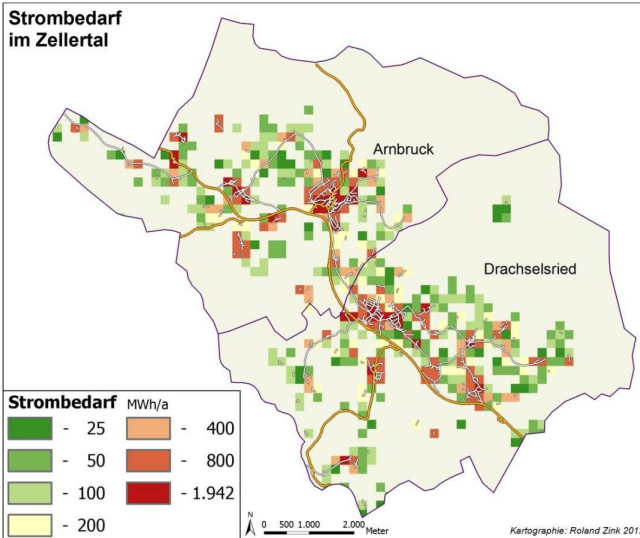 Strombedarf
im Zellertal
Arnbruck
Drachselsried
Strombedarf MWh/a
- 25 - 400
- 50 - 800
- 100 - 1.942
- 200
N
0 500 1.000 2.000
Meter
Kartographie: Roland Zink